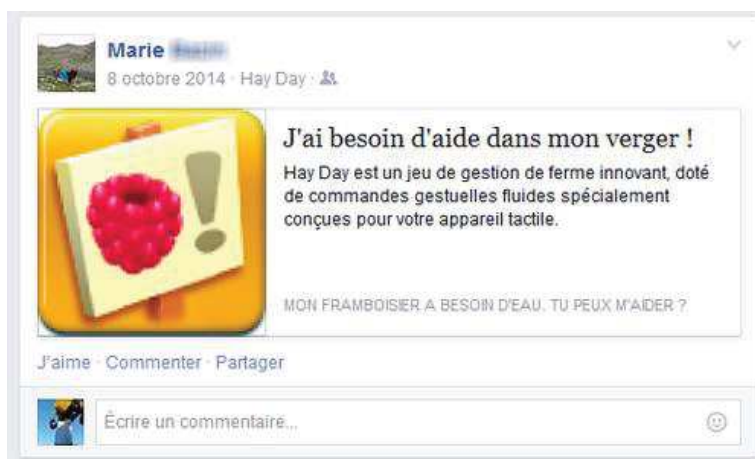 Marie
8 octobre 2014 · Hay Day ·
J'ai besoin d'aide dans mon verger !
Hay Day est un jeu de gestion de ferme innovant, doté
de commandes gestuelles fluides spécialement
conçues pour votre appareil tactile.
MON FRAMBOISIER A BESOIN D'EAU. TU PEUX M'AIDER ?
J'aime · Commenter · Partager
Écrire un commentaire...